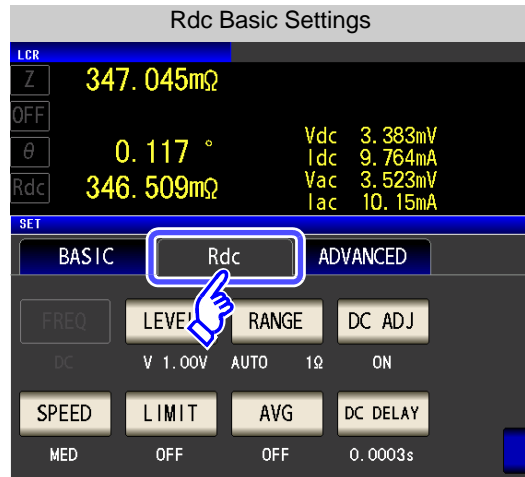 Rdc Basic Settings
LCR
Z 347.045mΩ
OFF
θ 0.117 ° Vdc 3.383mV
Idc 9.764mA
Rdc 346.509mΩ Vac 3.523mV
Iac 10.15mA
SET
BASIC Rdc ADVANCED
FREQ LEVEL RANGE DC ADJ
DC V 1.00V AUTO 1Ω ON
SPEED LIMIT AVG DC DELAY
MED OFF OFF 0.0003s